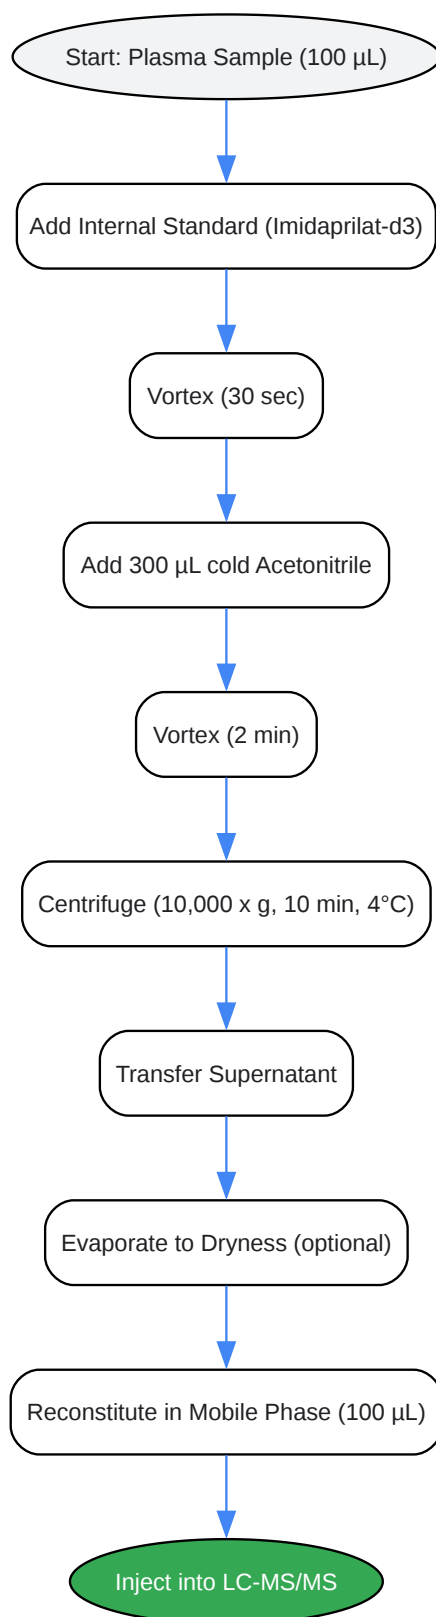 Start: Plasma Sample (100 µL)
Add Internal Standard (Imidaprilat-d3)
Vortex (30 sec)
Add 300 µL cold Acetonitrile
Vortex (2 min)
Centrifuge (10,000 x g, 10 min, 4°C)
Transfer Supernatant
Evaporate to Dryness (optional)
Reconstitute in Mobile Phase (100 µL)
Inject into LC-MS/MS